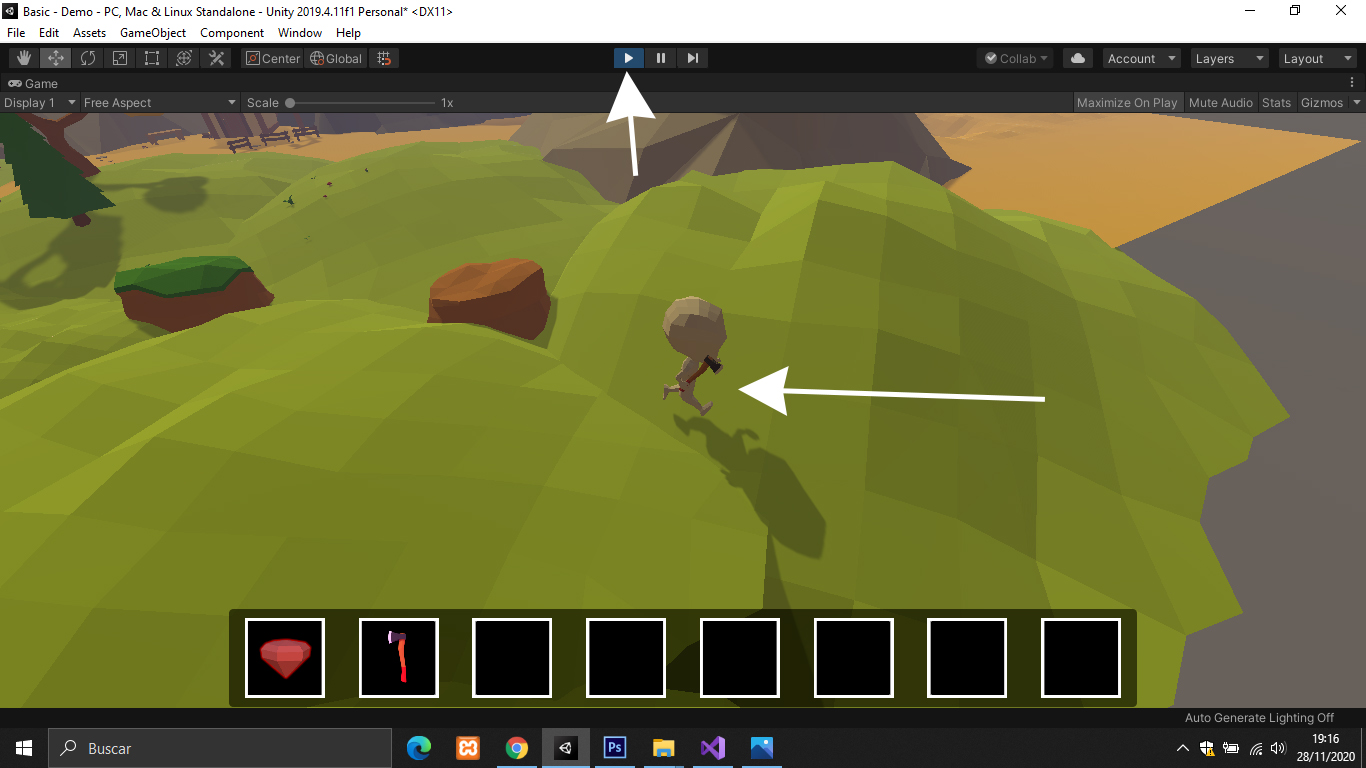 Basic - Demo - PC, Mac & Linux Standalone - Unity 2019.4.11f1 Personal* <DX11>
File Edit Assets GameObject Component Window Help
Center Global Collab Account Layers Layout
Game
Display 1 Free Aspect Scale 1x Maximize On Play Mute Audio Stats Gizmos
Auto Generate Lighting Off
Buscar Ps 19:16
28/11/2020